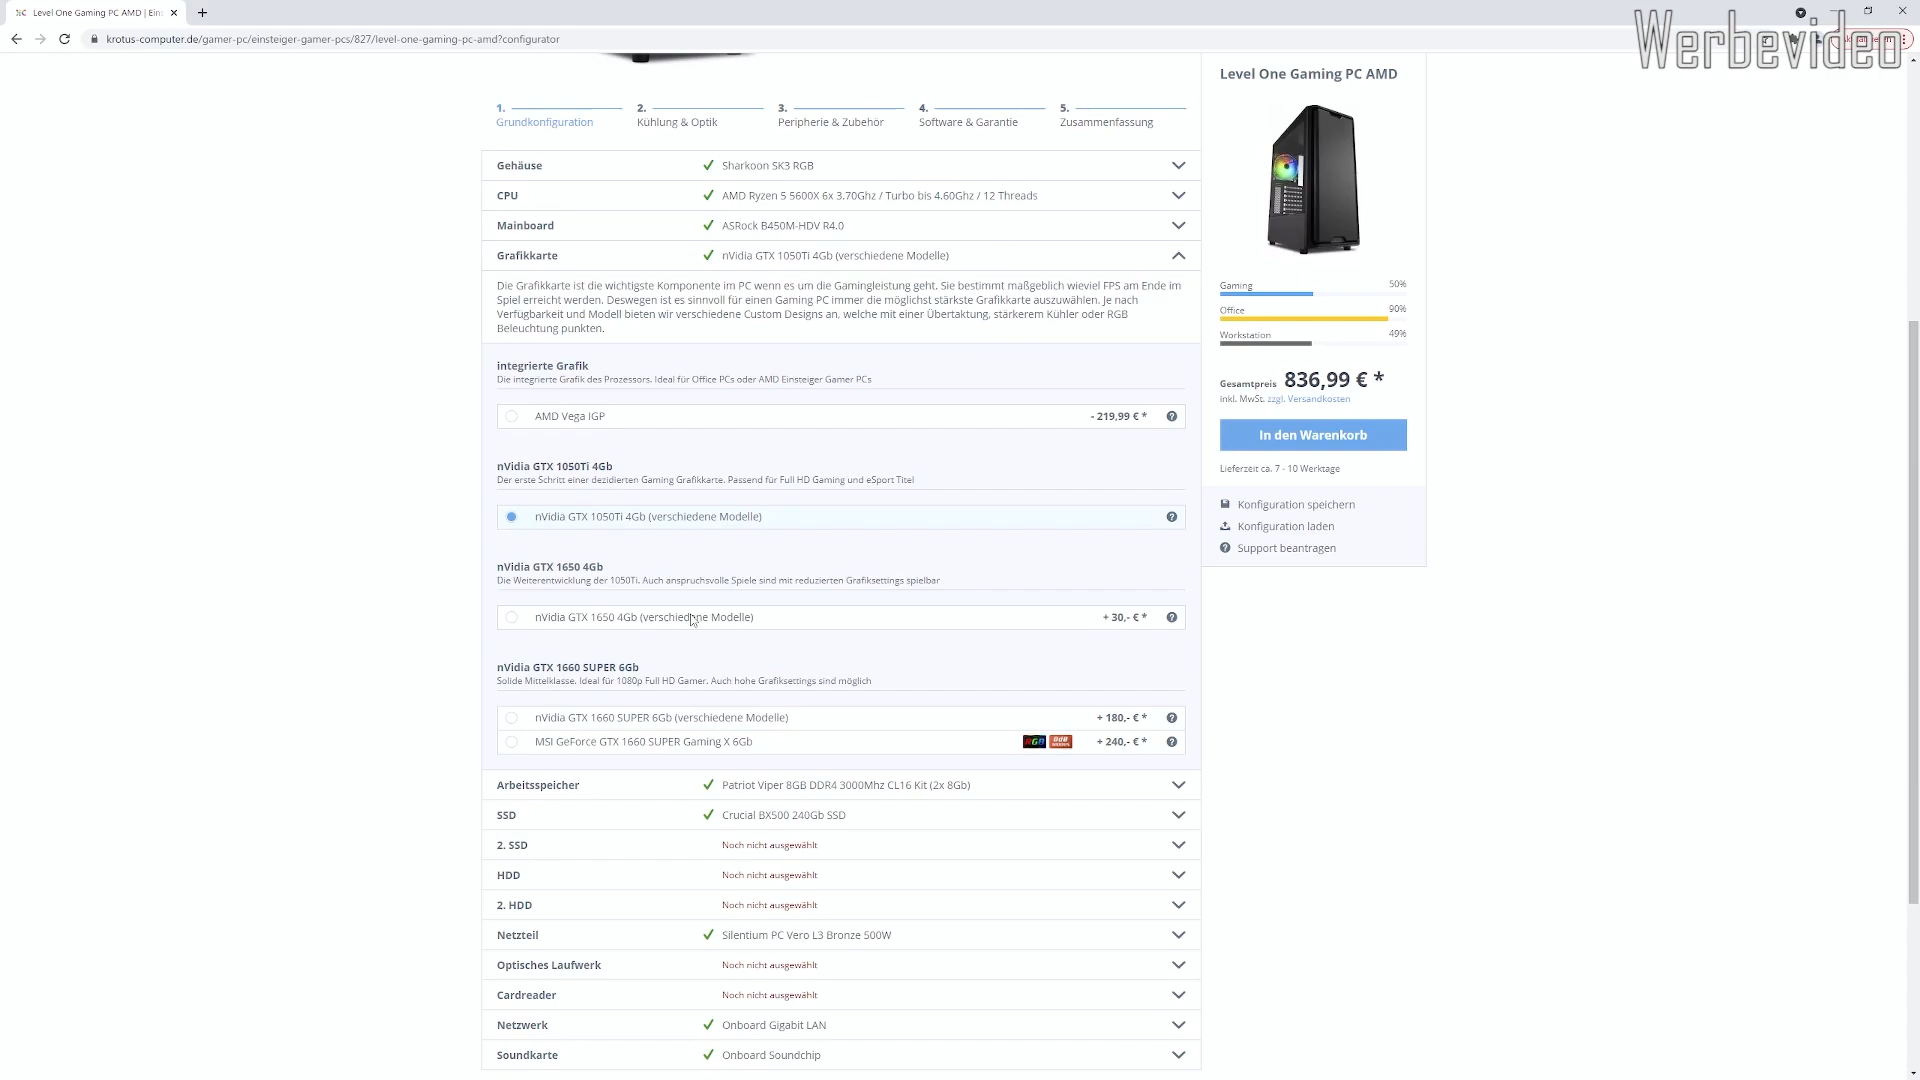 Level One Gaming PC AMD | Ein
krotus-computer.de/gamer-pc/einsteiger-gamer-pcs/827/level-one-gaming-pc-amd?configurator
Werbevideo
1.
Grundkonfiguration
2.
Kühlung & Optik
3.
Peripherie & Zubehör
4.
Software & Garantie
5.
Zusammenfassung
Gehäuse Sharkoon SK3 RGB
CPU AMD Ryzen 5 5600X 6x 3.70Ghz / Turbo bis 4.60Ghz / 12 Threads
Mainboard ASRock B450M-HDV R4.0
Grafikkarte nVidia GTX 1050Ti 4Gb (verschiedene Modelle)
Die Grafikkarte ist die wichtigste Komponente im PC wenn es um die Gamingleistung geht. Sie bestimmt maßgeblich wieviel FPS am Ende im
Spiel erreicht werden. Deswegen ist es sinnvoll für einen Gaming PC immer die möglichst stärkste Grafikkarte auszuwählen. Je nach
Verfügbarkeit und Modell bieten wir verschiedene Custom Designs an, welche mit einer Übertaktung, stärkerem Kühler oder RGB
Beleuchtung punkten.
integrierte Grafik
Die integrierte Grafik des Prozessors. Ideal für Office PCs oder AMD Einsteiger Gamer PCs
AMD Vega IGP - 219,99 € *
nVidia GTX 1050Ti 4Gb
Der erste Schritt einer dezidierten Gaming Grafikkarte. Passend für Full HD Gaming und eSport Titel
nVidia GTX 1050Ti 4Gb (verschiedene Modelle)
nVidia GTX 1650 4Gb
Die Weiterentwicklung der 1050Ti. Auch anspruchsvolle Spiele sind mit reduzierten Grafiksettings spielbar
nVidia GTX 1650 4Gb (verschiedene Modelle) + 30,- € *
nVidia GTX 1660 SUPER 6Gb
Solide Mittelklasse. Ideal für 1080p Full HD Gamer. Auch hohe Grafiksettings sind möglich
nVidia GTX 1660 SUPER 6Gb (verschiedene Modelle) + 180,- € *
MSI GeForce GTX 1660 SUPER Gaming X 6Gb RGB + 240,- € *
Arbeitsspeicher Patriot Viper 8GB DDR4 3000Mhz CL16 Kit (2x 8Gb)
SSD Crucial BX500 240Gb SSD
2. SSD Noch nicht ausgewählt
HDD Noch nicht ausgewählt
2. HDD Noch nicht ausgewählt
Netzteil Silentium PC Vero L3 Bronze 500W
Optisches Laufwerk Noch nicht ausgewählt
Cardreader Noch nicht ausgewählt
Netzwerk Onboard Gigabit LAN
Soundkarte Onboard Soundchip
Level One Gaming PC AMD
Gaming 50%
Office 90%
Workstation 49%
Gesamtpreis 836,99 € *
inkl. MwSt. zzgl. Versandkosten
In den Warenkorb
Lieferzeit ca. 7 - 10 Werktage
Konfiguration speichern
Konfiguration laden
Support beantragen